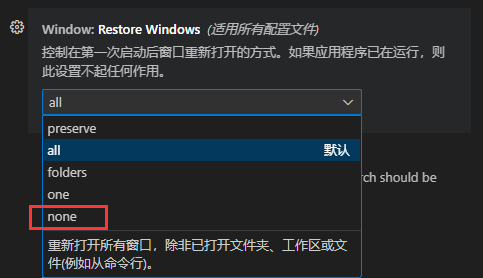 Window: Restore Windows (适用所有配置文件)
控制在第一次启动后窗口重新打开的方式。如果应用程序已在运行，则
此设置不起任何作用。
all
preserve
all 默认
folders
rch should be
one
none
重新打开所有窗口，除非已打开文件夹、工作区或文
件(例如从命令行)。